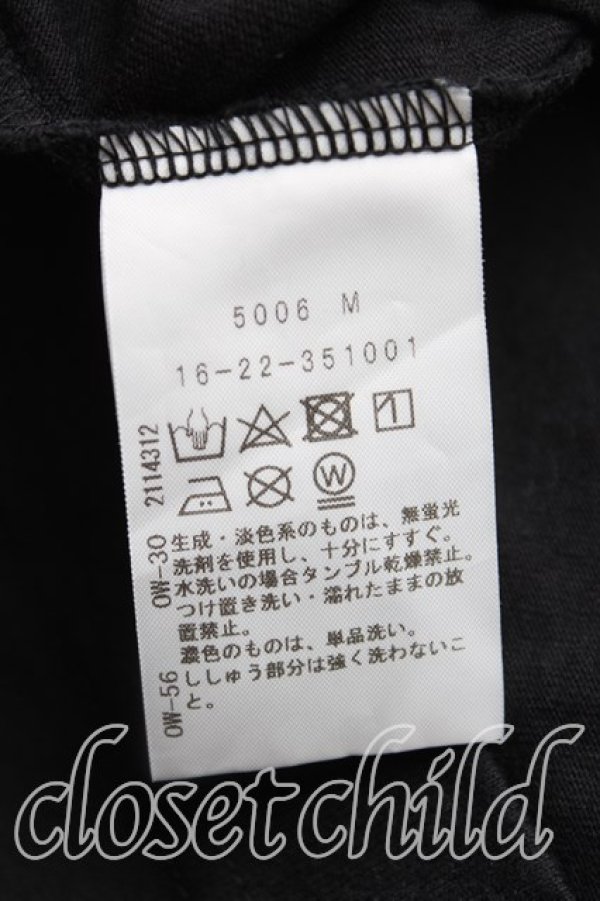 5006 M
16-22-351001
W
2114312
OW-30
生成・淡色系のものは、無蛍光
洗剤を使用し、十分にすすぐ。
水洗いの場合タンブル乾燥禁止。
つけ置き洗い・濡れたままの放
置禁止。
濃色のものは、単品洗い。
OW-56
ししゅう部分は強く洗わないこ
と。
closet child